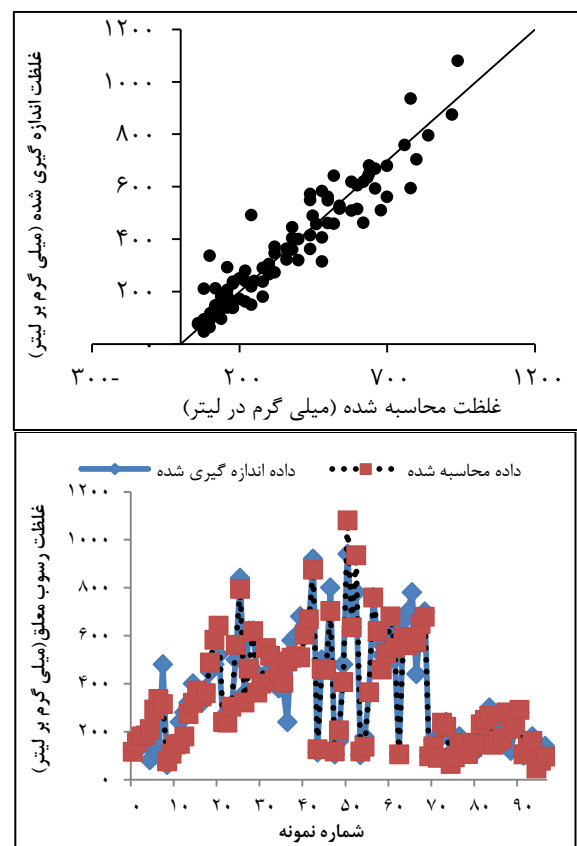 غلظت اندازه گیری شده (میلی گرم بر لیتر)
۱۲۰۰
۱۰۰۰
۸۰۰
۶۰۰
۴۰۰
۲۰۰
۰
۳۰۰- ۲۰۰ ۷۰۰ ۱۲۰۰
غلظت محاسبه شده (میلی گرم در لیتر)
داده محاسبه شده داده اندازه گیری شده
غلظت رسوب معلق(میلی گرم بر لیتر)
۱۲۰۰
۱۰۰۰
۸۰۰
۶۰۰
۴۰۰
۲۰۰
۰
۰ ۱۰ ۲۰ ۳۰ ۴۰ ۵۰ ۶۰ ۷۰ ۸۰ ۹۰
شماره نمونه